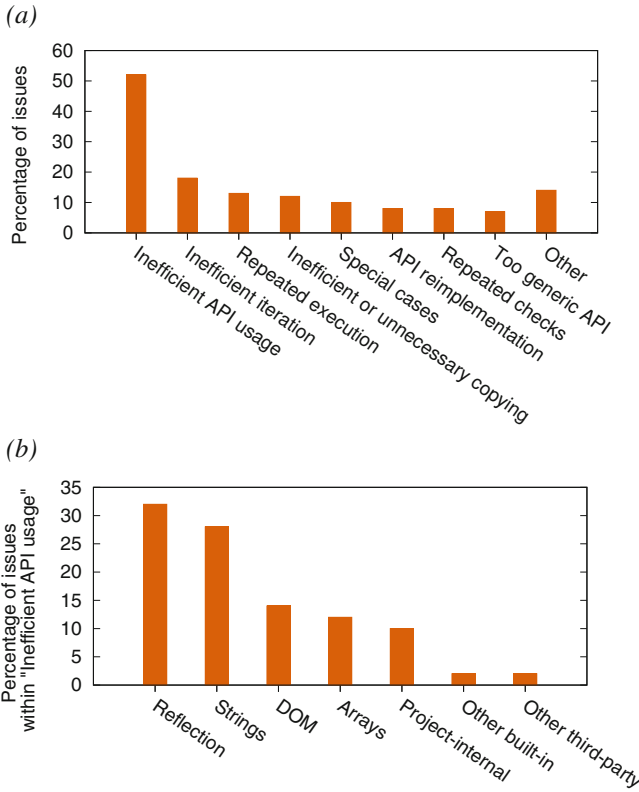 (a)
Percentage of issues
60
50
40
30
20
10
0
Inefficient API usage
Inefficient iteration
Repeated execution
Inefficient or unnecessary copying
Special cases
API reimplementation
Repeated checks
Too generic API
Other
(b)
Percentage of issues
within "Inefficient API usage"
35
30
25
20
15
10
5
0
Reflection
Strings
DOM
Arrays
Project-internal
Other built-in
Other third-party